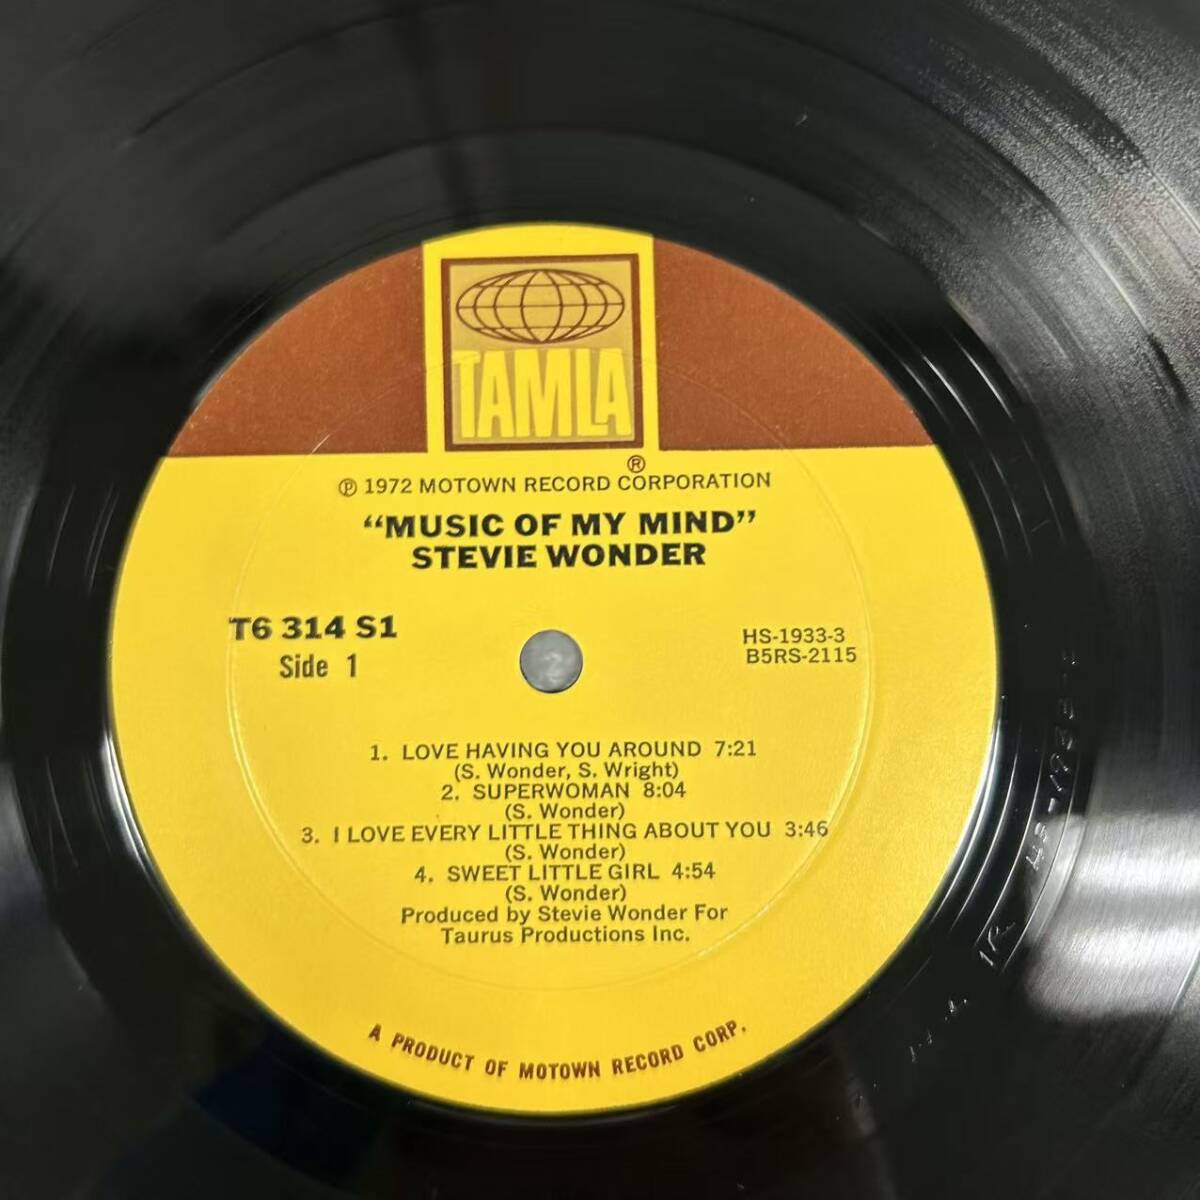 TAMLA
®
℗ 1972 MOTOWN RECORD CORPORATION
“MUSIC OF MY MIND”
STEVIE WONDER
T6 314 S1
Side 1
HS-1933-3
B5RS-2115
1. LOVE HAVING YOU AROUND 7:21
(S. Wonder, S. Wright)
2. SUPERWOMAN 8:04
(S. Wonder)
3. I LOVE EVERY LITTLE THING ABOUT YOU 3:46
(S. Wonder)
4. SWEET LITTLE GIRL 4:54
(S. Wonder)
Produced by Stevie Wonder For
Taurus Productions Inc.
A PRODUCT OF MOTOWN RECORD CORP.